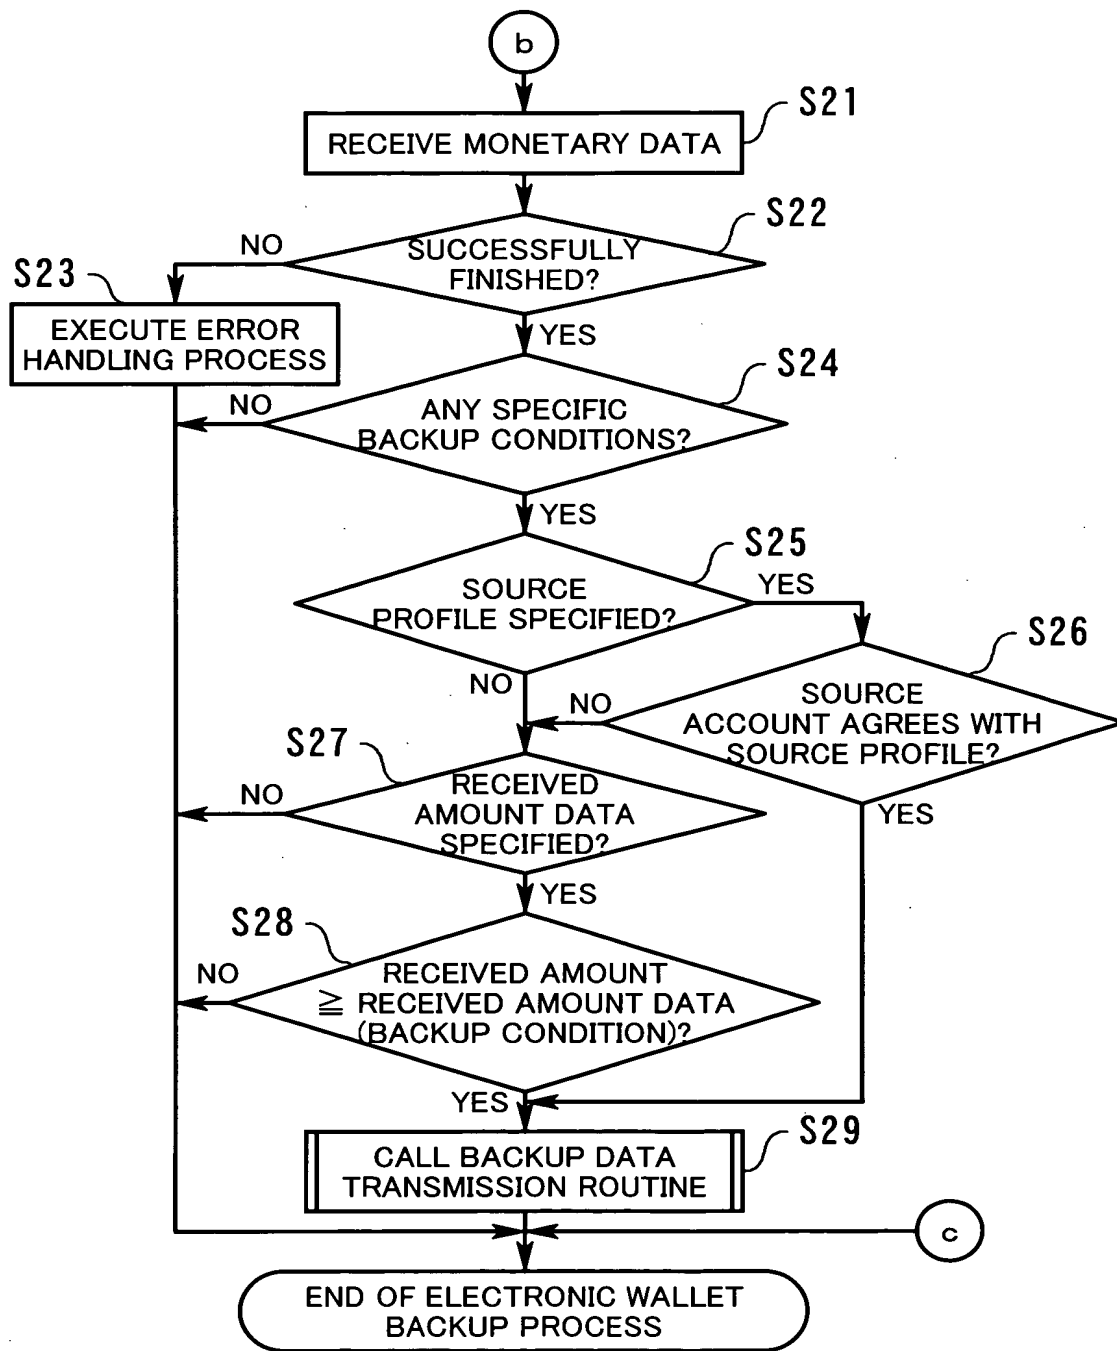 b
S21
RECEIVE MONETARY DATA
S22
NO
SUCCESSFULLY
FINISHED?
S23
YES
EXECUTE ERROR
HANDLING PROCESS
S24
NO
ANY SPECIFIC
BACKUP CONDITIONS?
YES
S25
YES
SOURCE
PROFILE SPECIFIED?
S26
NO
NO
SOURCE
ACCOUNT AGREES WITH
SOURCE PROFILE?
S27
NO
RECEIVED
AMOUNT DATA
SPECIFIED?
YES
YES
S28
NO
RECEIVED AMOUNT
≧ RECEIVED AMOUNT DATA
(BACKUP CONDITION)?
YES
S29
CALL BACKUP DATA
TRANSMISSION ROUTINE
c
END OF ELECTRONIC WALLET
BACKUP PROCESS